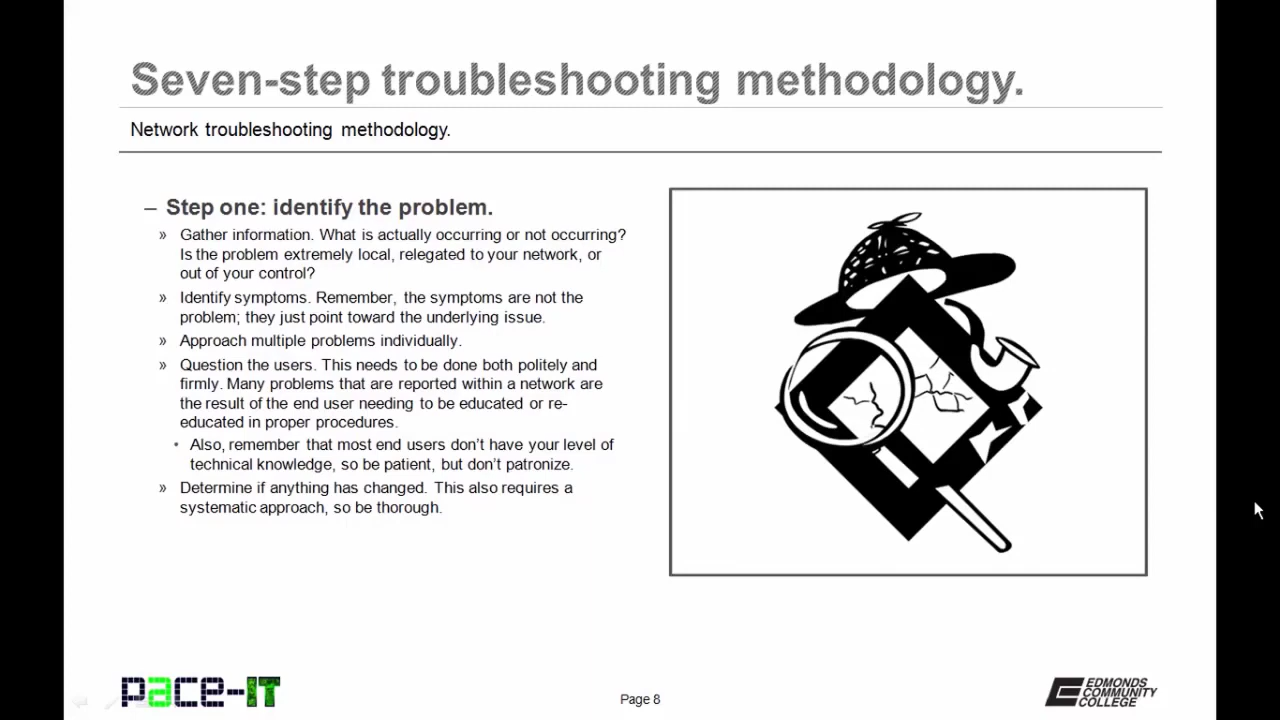 Seven-step troubleshooting methodology.
Network troubleshooting methodology.
– Step one: identify the problem.
» Gather information. What is actually occurring or not occurring?
Is the problem extremely local, relegated to your network, or
out of your control?
» Identify symptoms. Remember, the symptoms are not the
problem; they just point toward the underlying issue.
» Approach multiple problems individually.
» Question the users. This needs to be done both politely and
firmly. Many problems that are reported within a network are
the result of the end user needing to be educated or re-
educated in proper procedures.
• Also, remember that most end users don’t have your level of
technical knowledge, so be patient, but don’t patronize.
» Determine if anything has changed. This also requires a
systematic approach, so be thorough.
pace-IT
Page 8
EDMONDS
COMMUNITY
COLLEGE